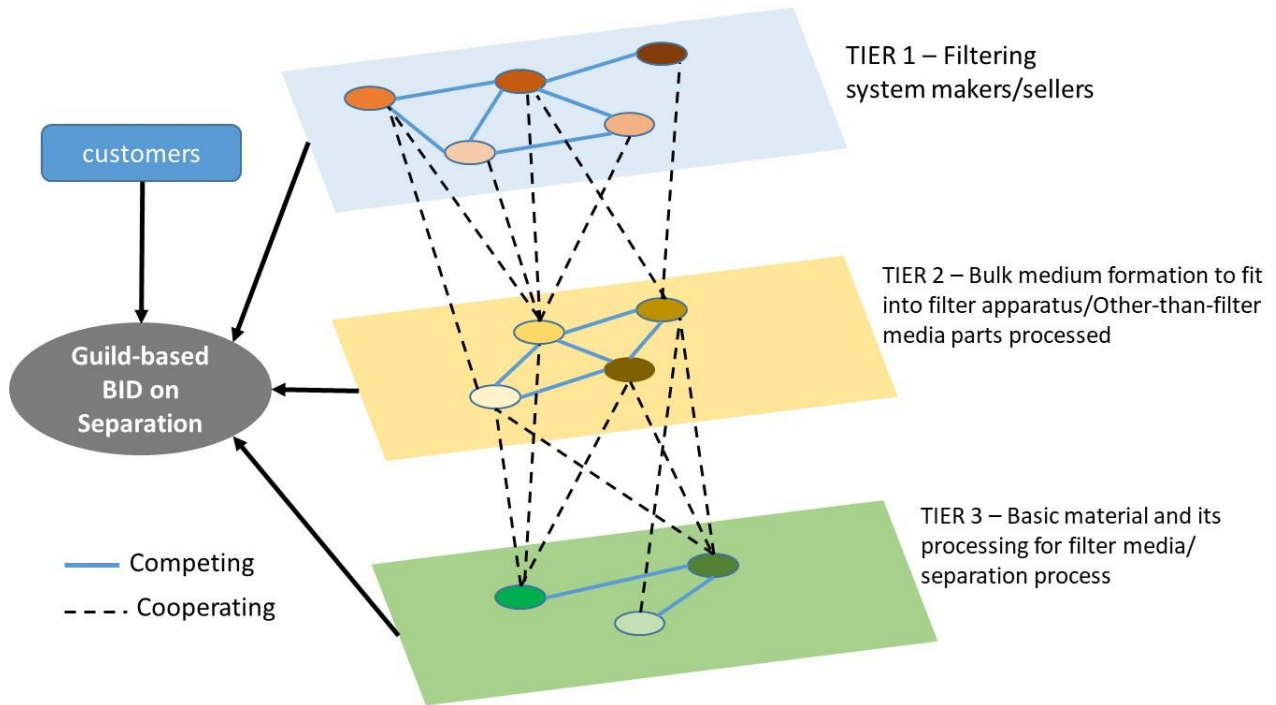 TIER 1 – Filtering
system makers/sellers
customers
TIER 2 – Bulk medium formation to fit
into filter apparatus/Other-than-filter
media parts processed
Guild-based
BID on
Separation
TIER 3 – Basic material and its
processing for filter media/
separation process
Competing
Cooperating